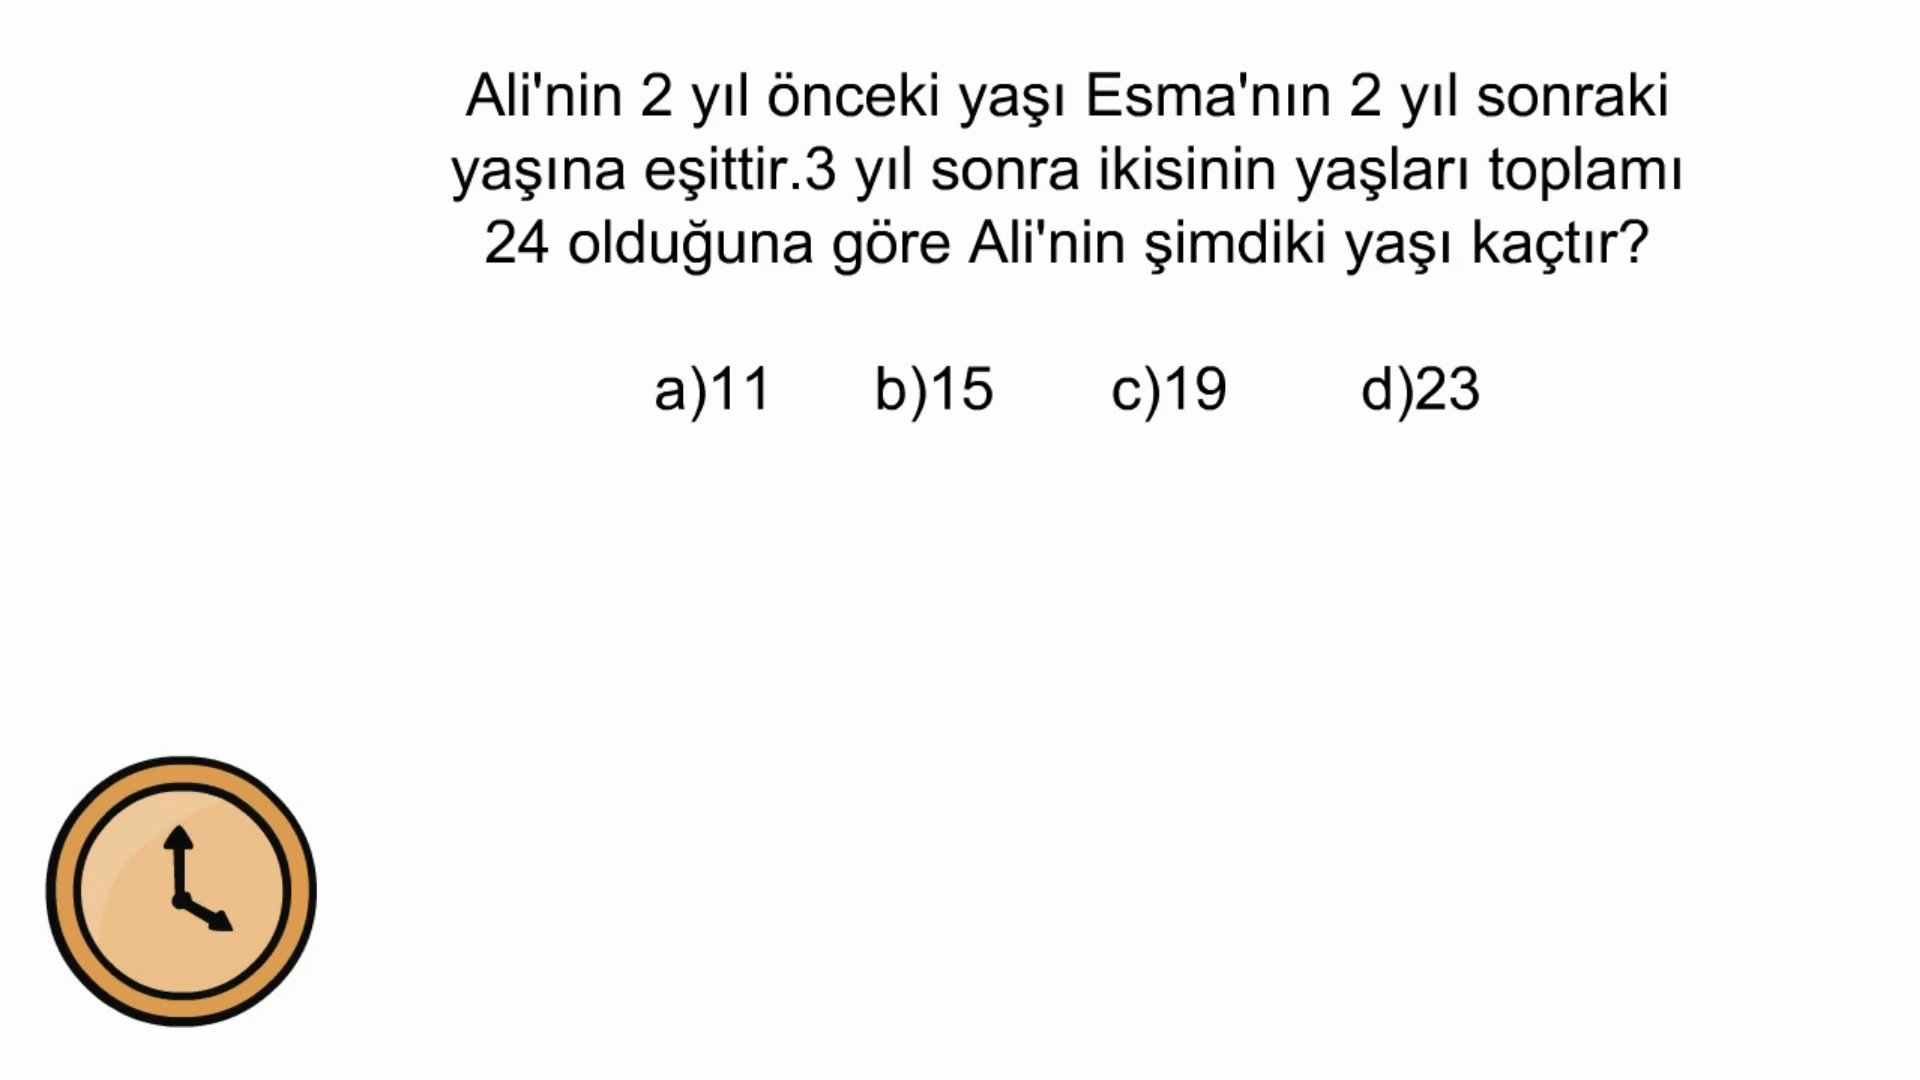 Ali'nin 2 yıl önceki yaşı Esma'nın 2 yıl sonraki
yaşına eşittir.3 yıl sonra ikisinin yaşları toplamı
24 olduğuna göre Ali'nin şimdiki yaşı kaçtır?
a)11 b)15 c)19 d)23